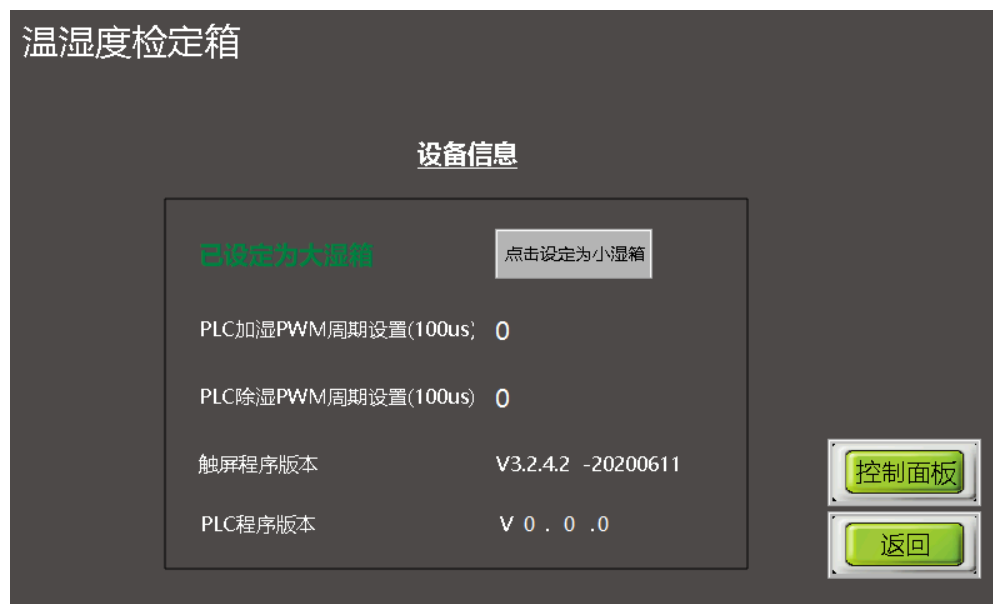 温湿度检定箱
设备信息
已设定为大湿箱 点击设定为小湿箱
PLC加湿PWM周期设置(100us) 0
PLC除湿PWM周期设置(100us) 0
触屏程序版本 V3.2.4.2 -20200611
控制面板
PLC程序版本 V 0 . 0 .0
返回